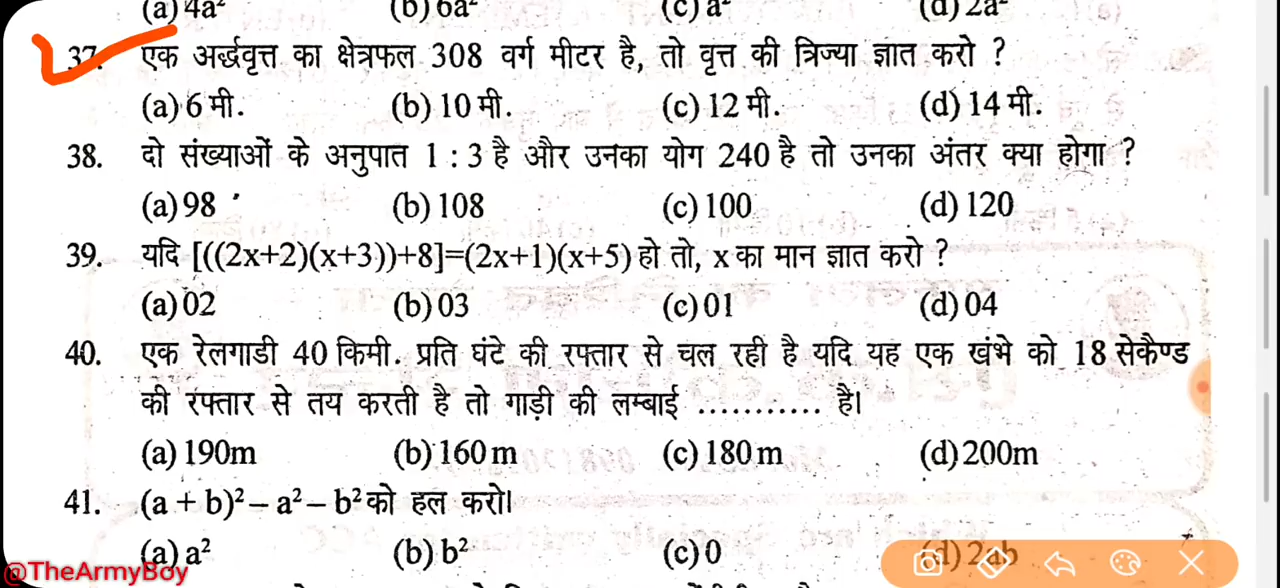 (a) 4a² (b) 6a² (c) a² (d) 2a²
37. एक अर्द्धवृत्त का क्षेत्रफल 308 वर्ग मीटर है, तो वृत्त की त्रिज्या ज्ञात करो ?
(a) 6 मी. (b) 10 मी. (c) 12 मी. (d) 14 मी.
38. दो संख्याओं के अनुपात 1 : 3 है और उनका योग 240 है तो उनका अंतर क्या होगा ?
(a) 98 (b) 108 (c) 100 (d) 120
39. यदि [((2x+2)(x+3))+8]=(2x+1)(x+5) हो तो, x का मान ज्ञात करो ?
(a) 02 (b) 03 (c) 01 (d) 04
40. एक रेलगाडी 40 किमी. प्रति घंटे की रफ्तार से चल रही है यदि यह एक खंभे को 18 सेकैण्ड
की रफ्तार से तय करती है तो गाड़ी की लम्बाई ............ है।
(a) 190m (b) 160m (c) 180m (d) 200m
41. (a + b)² – a² – b² को हल करो।
(a) a² (b) b² (c) 0 (d) 2ab
@TheArmyBoy